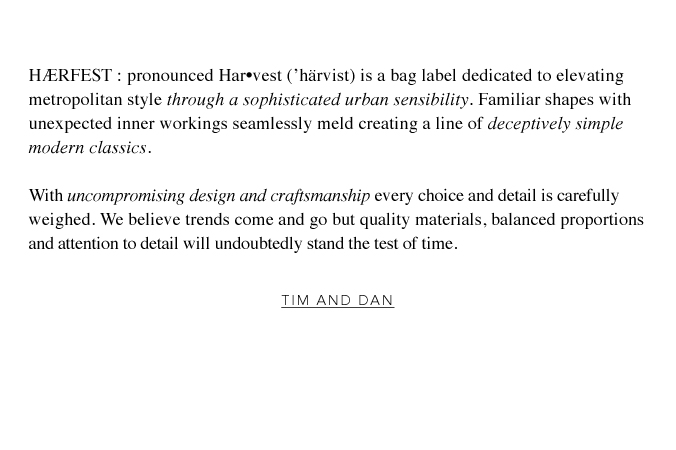 HÆRFEST : pronounced Har•vest (’härvist) is a bag label dedicated to elevating
metropolitan style through a sophisticated urban sensibility. Familiar shapes with
unexpected inner workings seamlessly meld creating a line of deceptively simple
modern classics.
With uncompromising design and craftsmanship every choice and detail is carefully
weighed. We believe trends come and go but quality materials, balanced proportions
and attention to detail will undoubtedly stand the test of time.
TIM AND DAN